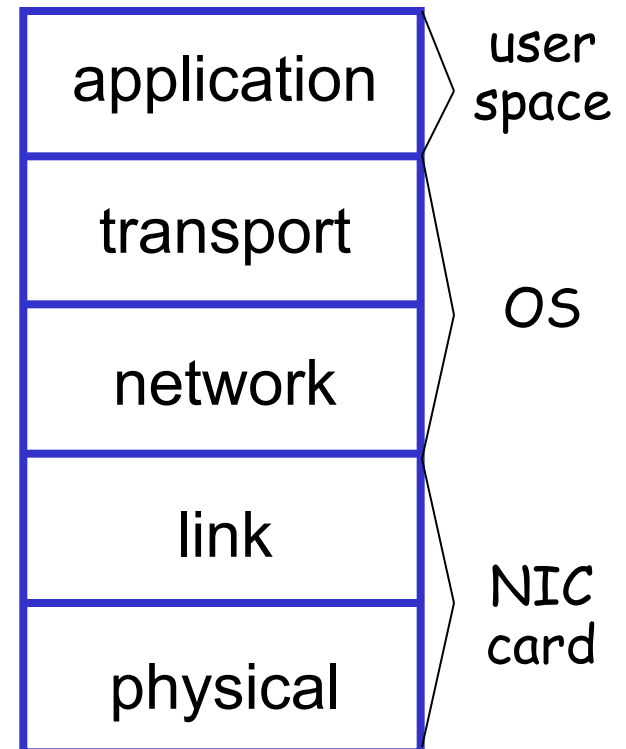 application
user
space
transport
OS
network
link
NIC
card
physical